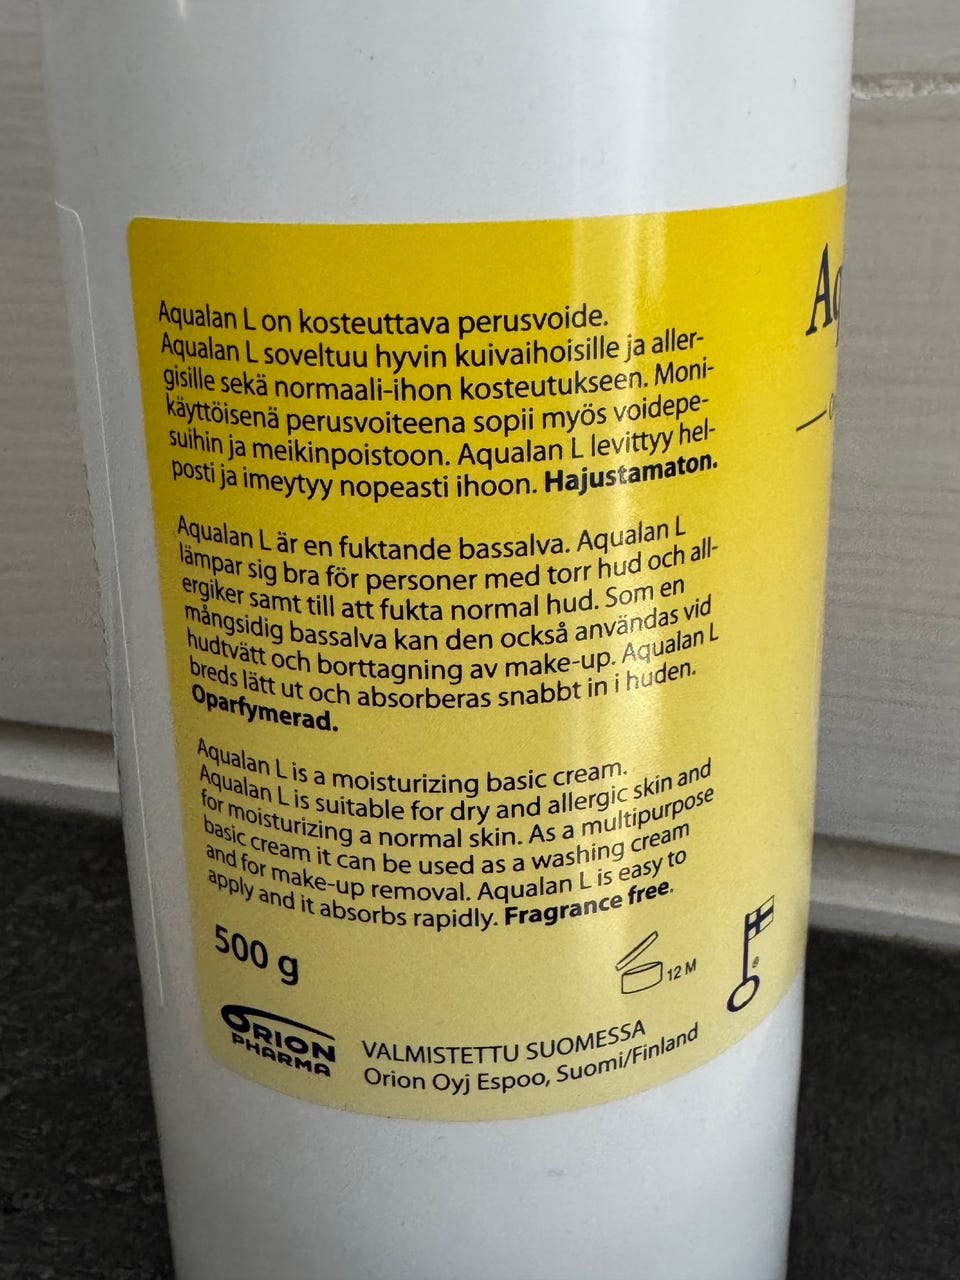 Aqualan L on kosteuttava perusvoide.
Aqualan L soveltuu hyvin kuivaihoisille ja aller-
gisille sekä normaali-ihon kosteutukseen. Moni-
käyttöisenä perusvoiteena sopii myös voidepe-
suihin ja meikinpoistoon. Aqualan L levittyy hel-
posti ja imeytyy nopeasti ihoon. Hajustamaton.
Aqualan L är en fuktande bassalva. Aqualan L
lämpar sig bra för personer med torr hud och all-
ergiker samt till att fukta normal hud. Som en
mångsidig bassalva kan den också användas vid
hudtvätt och borttagning av make-up. Aqualan L
breds lätt ut och absorberas snabbt in i huden.
Oparfymerad.
Aqualan L is a moisturizing basic cream.
Aqualan L is suitable for dry and allergic skin and
for moisturizing a normal skin. As a multipurpose
basic cream it can be used as a washing cream
and for make-up removal. Aqualan L is easy to
apply and it absorbs rapidly. Fragrance free.
500 g
12 M
®
ORION
PHARMA
VALMISTETTU SUOMESSA
Orion Oyj Espoo, Suomi/Finland